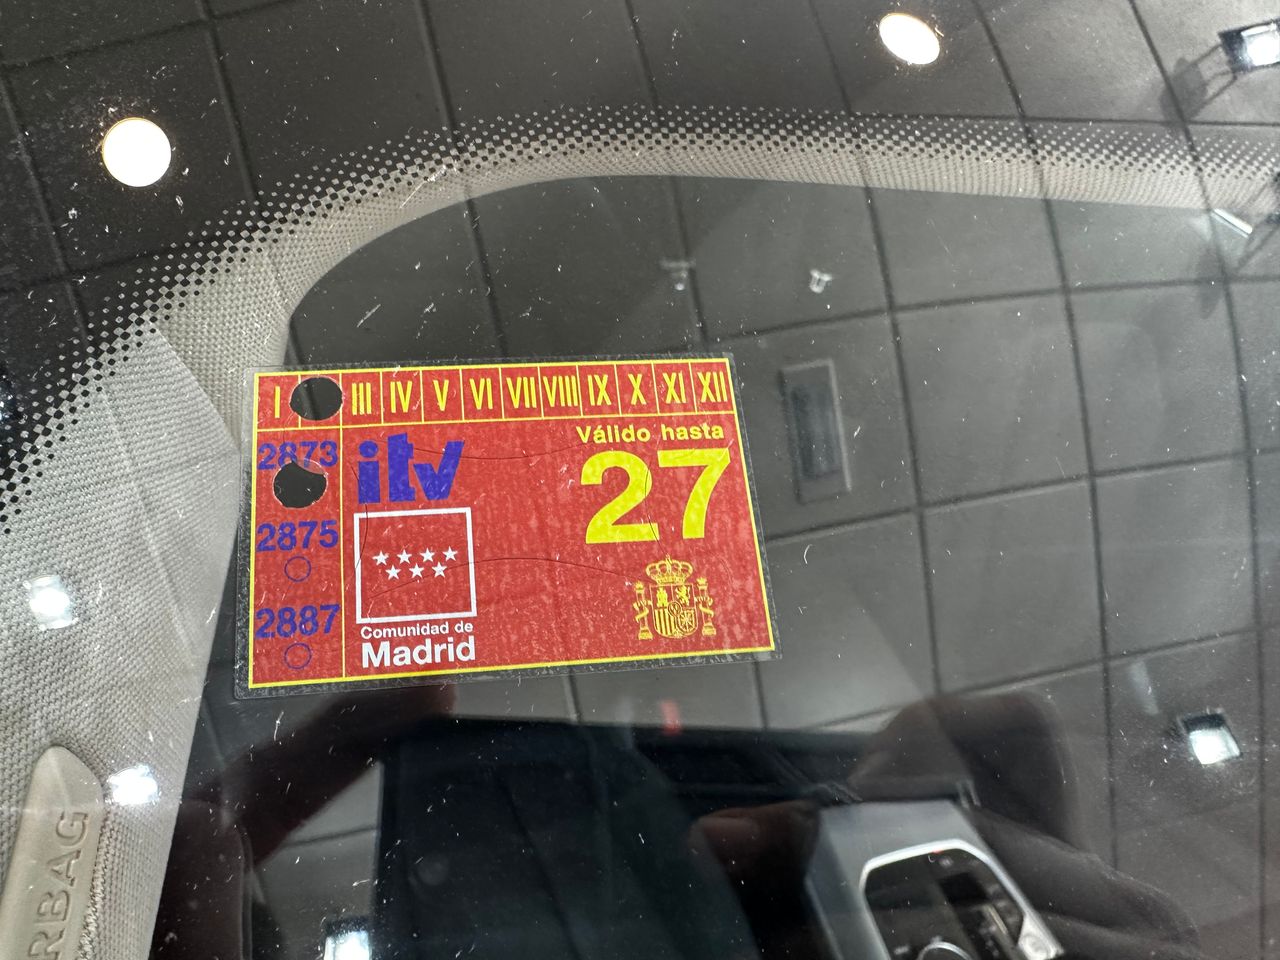 I III IV V VI VII VIII IX X XI XII
2873
2875
2887
itv
Comunidad de
Madrid
Válido hasta
27
RBAG